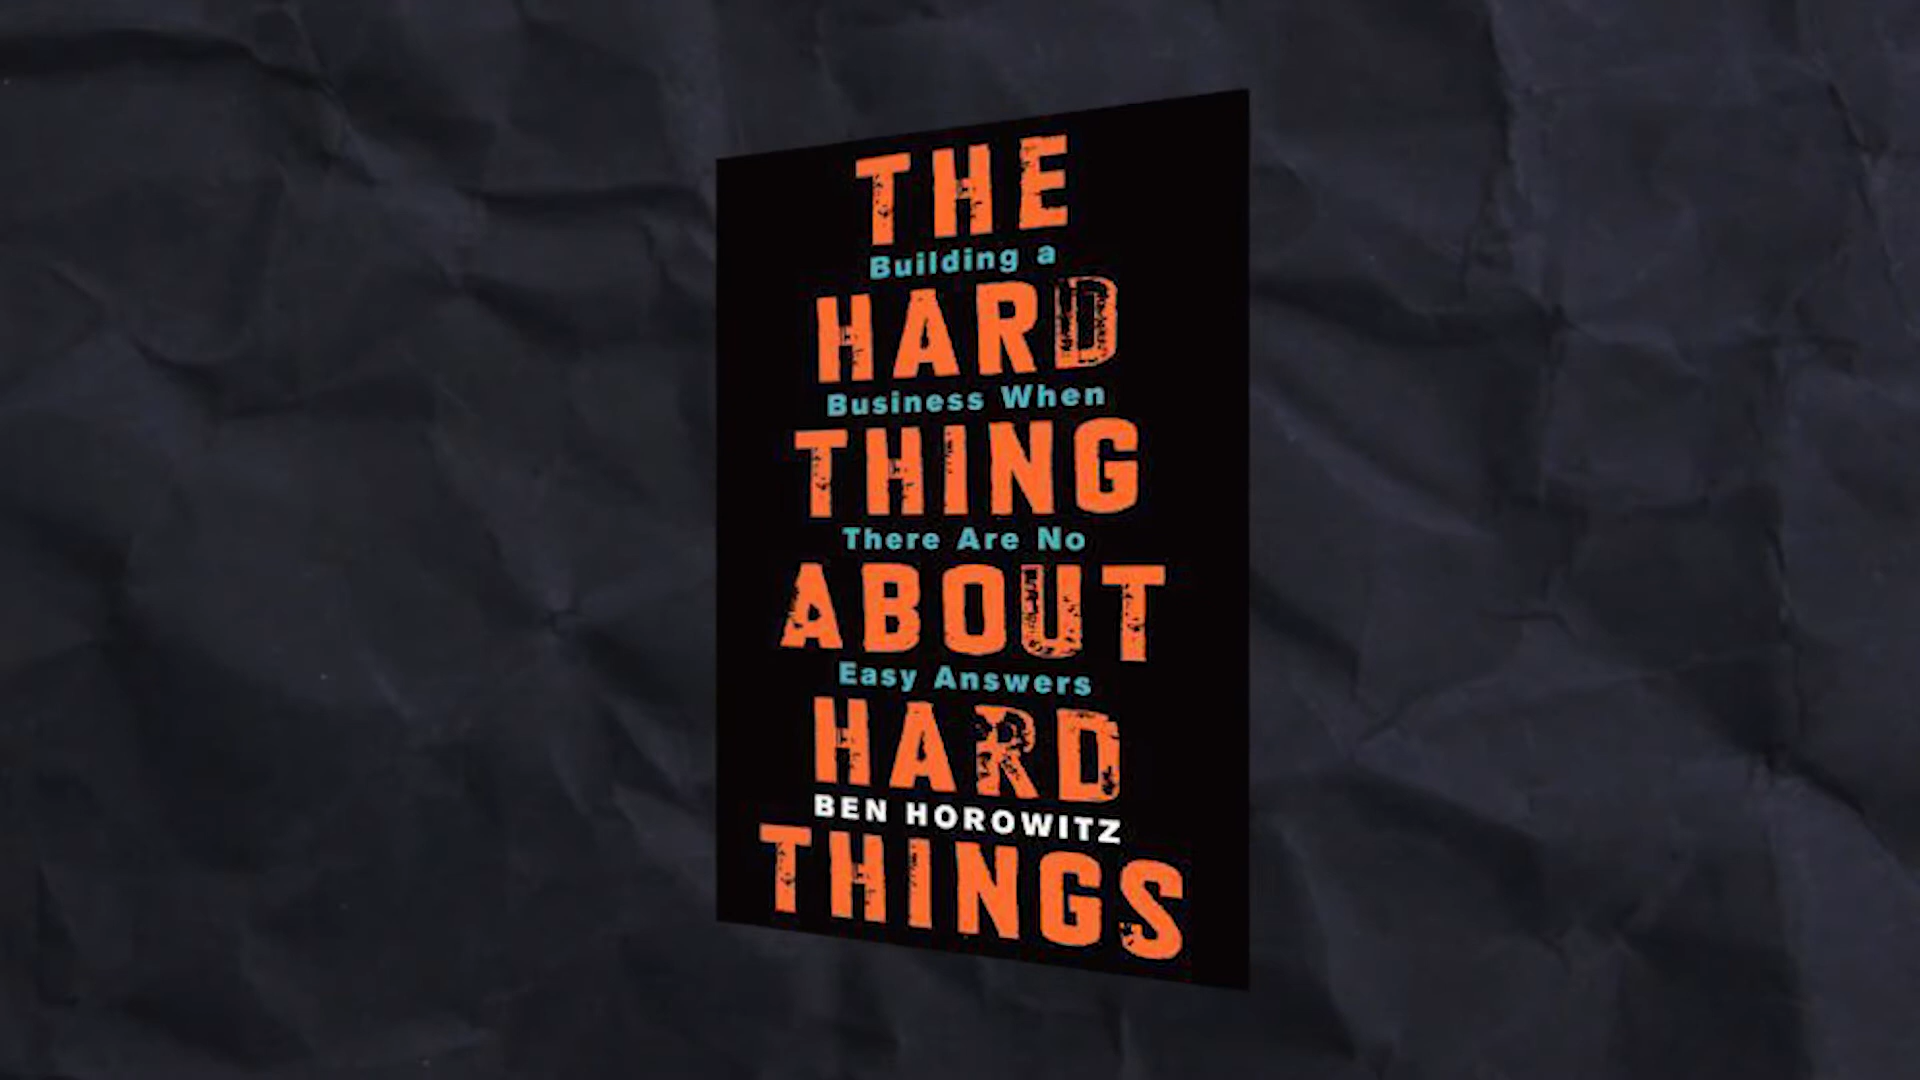 THE
Building a
HARD
Business When
THING
There Are No
ABOUT
Easy Answers
HARD
BEN HOROWITZ
THINGS